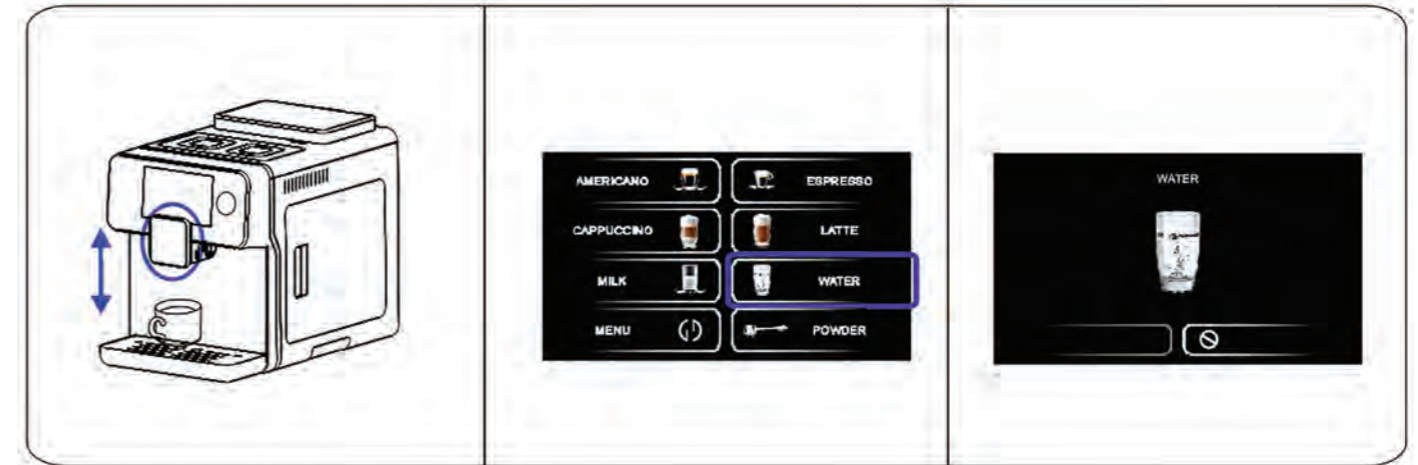 AMERICANO
ESPRESSO
CAPPUCCINO
LATTE
MILK
WATER
MENU
POWDER
WATER